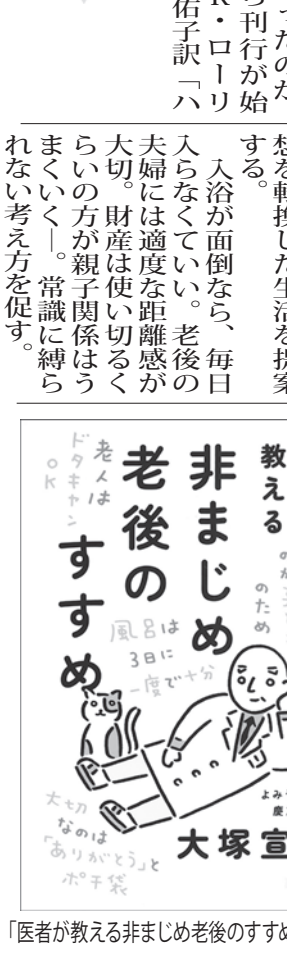 ら刊行が始
・ローリ
佑子訳「ハ
想を転換した生活を提案
する。
入浴が面倒なら、毎日
入らなくていい。老後の
夫婦には適度な距離感が
大切。財産は使い切るく
らいの方が親子関係はう
まくいく―。常識に縛ら
れない考え方を促す。
教える
のため
非まじめ
老後の
すすめ
老人は
ドタキャン
OK
風呂は
3日に
一度で十分
大切
なのは
「ありがとう」と
ポチ袋
大塚宣
「医者が教える非まじめ老後のすすめ